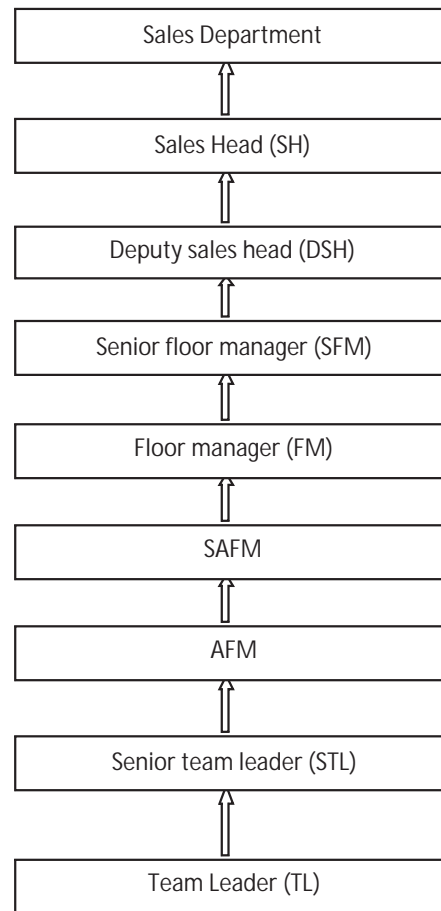 Sales Department
Sales Head (SH)
Deputy sales head (DSH)
Senior floor manager (SFM)
Floor manager (FM)
SAFM
AFM
Senior team leader (STL)
Team Leader (TL)